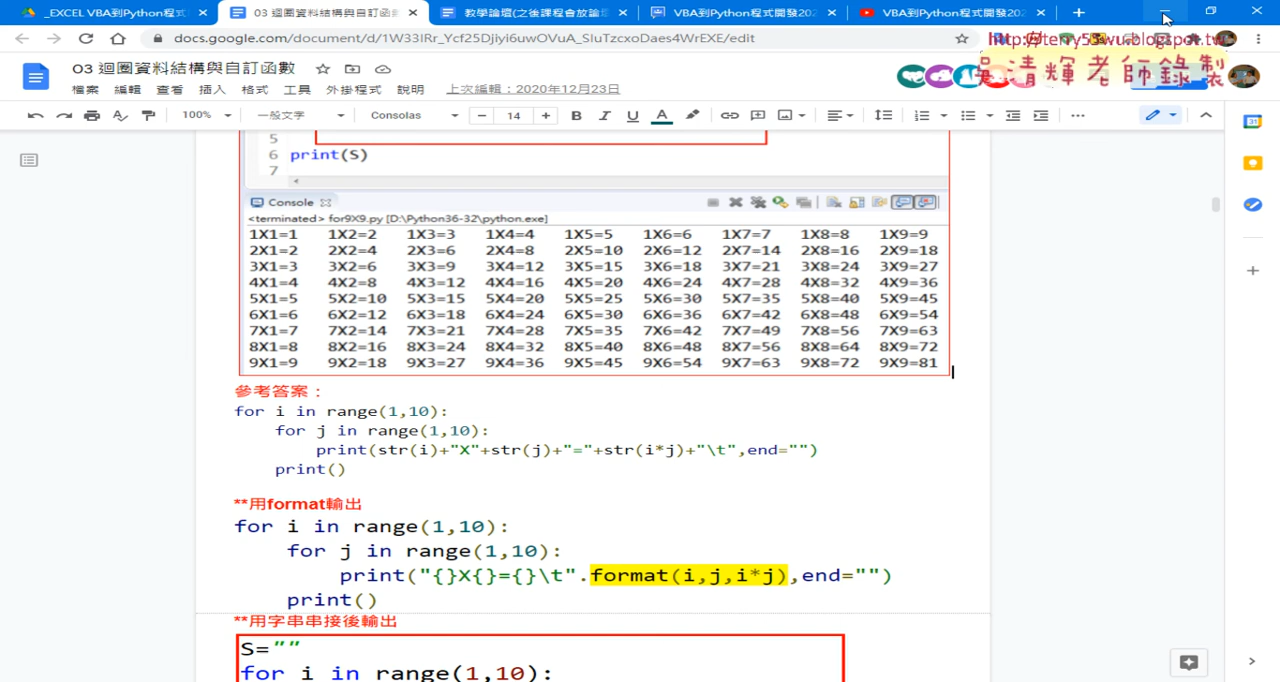 _EXCEL VBA到Python程式
03 迴圈資料結構與自訂函數
教學論壇(之後課程會放論壇
VBA到Python程式開發202
VBA到Python程式開發202
docs.google.com/document/d/1W33IRr_Ycf25Djiyi6uwOVuA_SIuTzcxoDaes4WrEXE/edit
http://terry55wu.blogspot.tw
吳清輝老師錄製
03 迴圈資料結構與自訂函數
檔案 編輯 查看 插入 格式 工具 外掛程式 說明 上次編輯：2020年12月23日
100% 一般文字 Consolas 14 B I U A
5
6 print(S)
7
Console
<terminated> for9X9.py [D:\Python36-32\python.exe]
1X1=1 1X2=2 1X3=3 1X4=4 1X5=5 1X6=6 1X7=7 1X8=8 1X9=9
2X1=2 2X2=4 2X3=6 2X4=8 2X5=10 2X6=12 2X7=14 2X8=16 2X9=18
3X1=3 3X2=6 3X3=9 3X4=12 3X5=15 3X6=18 3X7=21 3X8=24 3X9=27
4X1=4 4X2=8 4X3=12 4X4=16 4X5=20 4X6=24 4X7=28 4X8=32 4X9=36
5X1=5 5X2=10 5X3=15 5X4=20 5X5=25 5X6=30 5X7=35 5X8=40 5X9=45
6X1=6 6X2=12 6X3=18 6X4=24 6X5=30 6X6=36 6X7=42 6X8=48 6X9=54
7X1=7 7X2=14 7X3=21 7X4=28 7X5=35 7X6=42 7X7=49 7X8=56 7X9=63
8X1=8 8X2=16 8X3=24 8X4=32 8X5=40 8X6=48 8X7=56 8X8=64 8X9=72
9X1=9 9X2=18 9X3=27 9X4=36 9X5=45 9X6=54 9X7=63 9X8=72 9X9=81
參考答案：
for i in range(1,10):
for j in range(1,10):
print(str(i)+"X"+str(j)+"="+str(i*j)+"\t",end="")
print()
**用format輸出
for i in range(1,10):
for j in range(1,10):
print("{}X{}={}\t".format(i,j,i*j),end="")
print()
**用字串串接後輸出
S=""
for i in range(1,10):